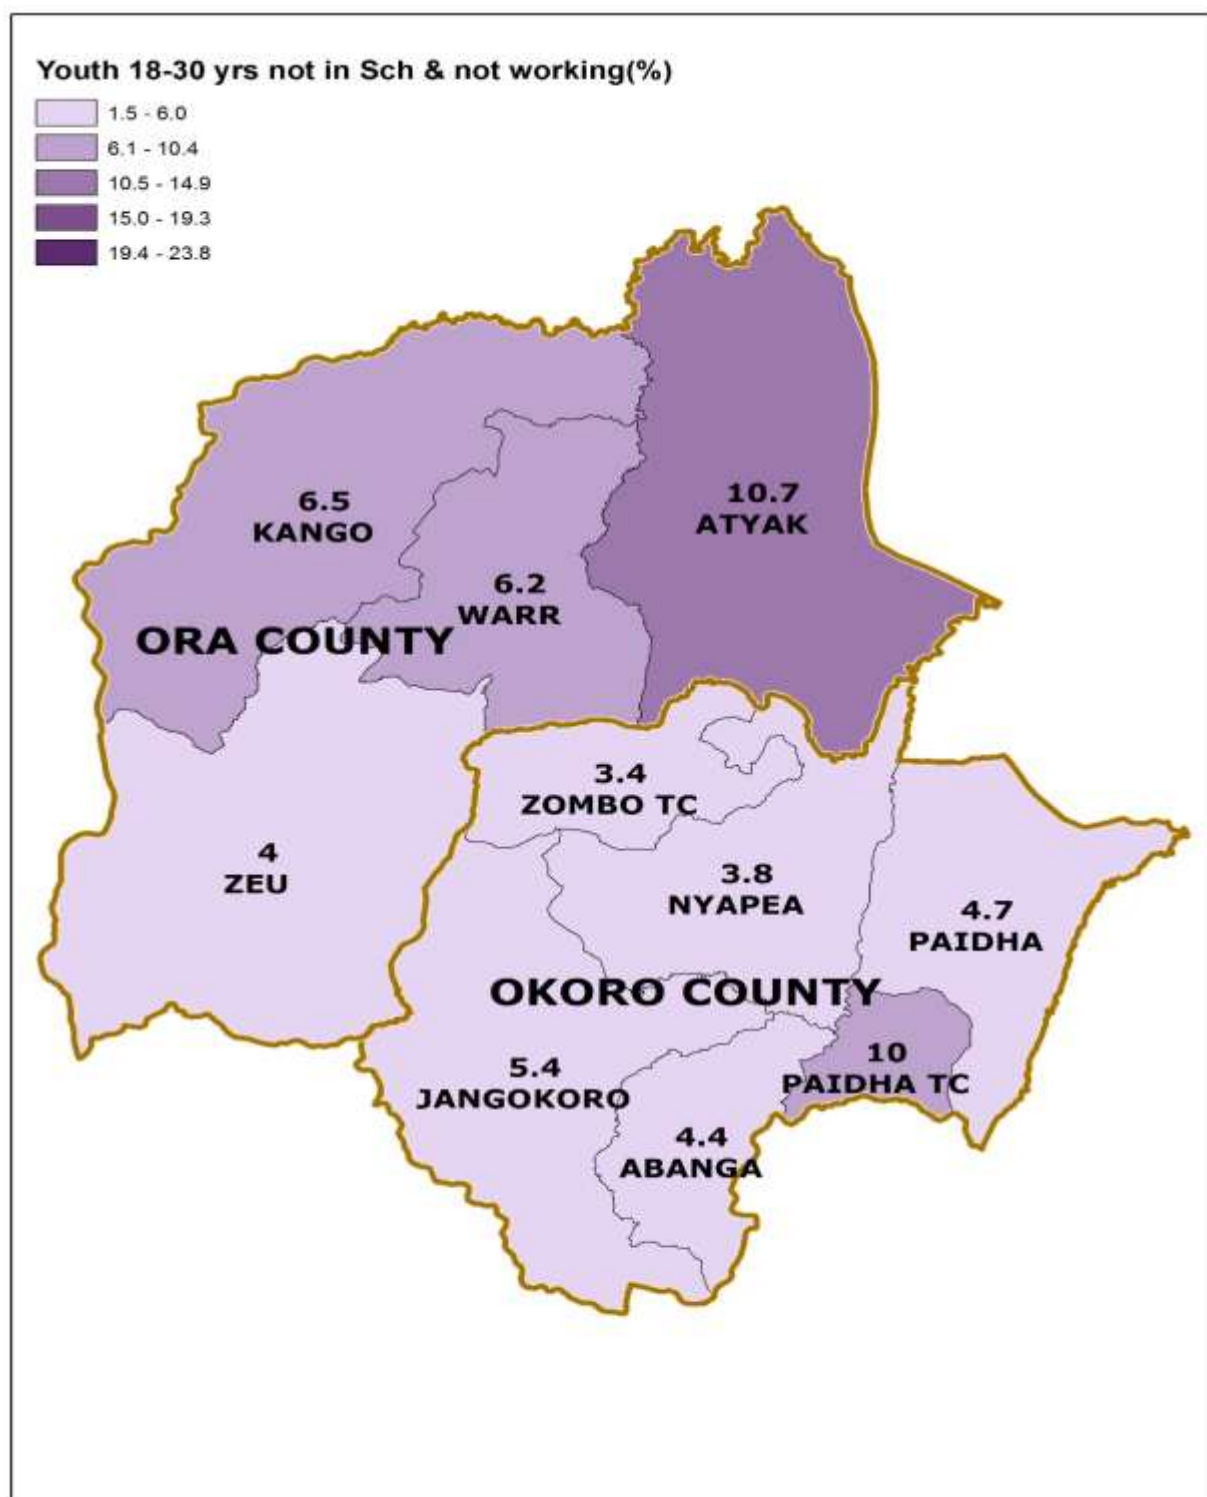 Youth 18-30 yrs not in Sch & not working(%)
1.5 - 6.0
6.1 - 10.4
10.5 - 14.9
15.0 - 19.3
19.4 - 23.8
10.7
ATYAK
6.5
KANGO
6.2
WARR
ORA COUNTY
3.4
ZOMBO TC
4
ZEU
3.8
NYAPEA
4.7
PAIDHA
OKORO COUNTY
10
PAIDHA TC
5.4
JANGOKORO
4.4
ABANGA